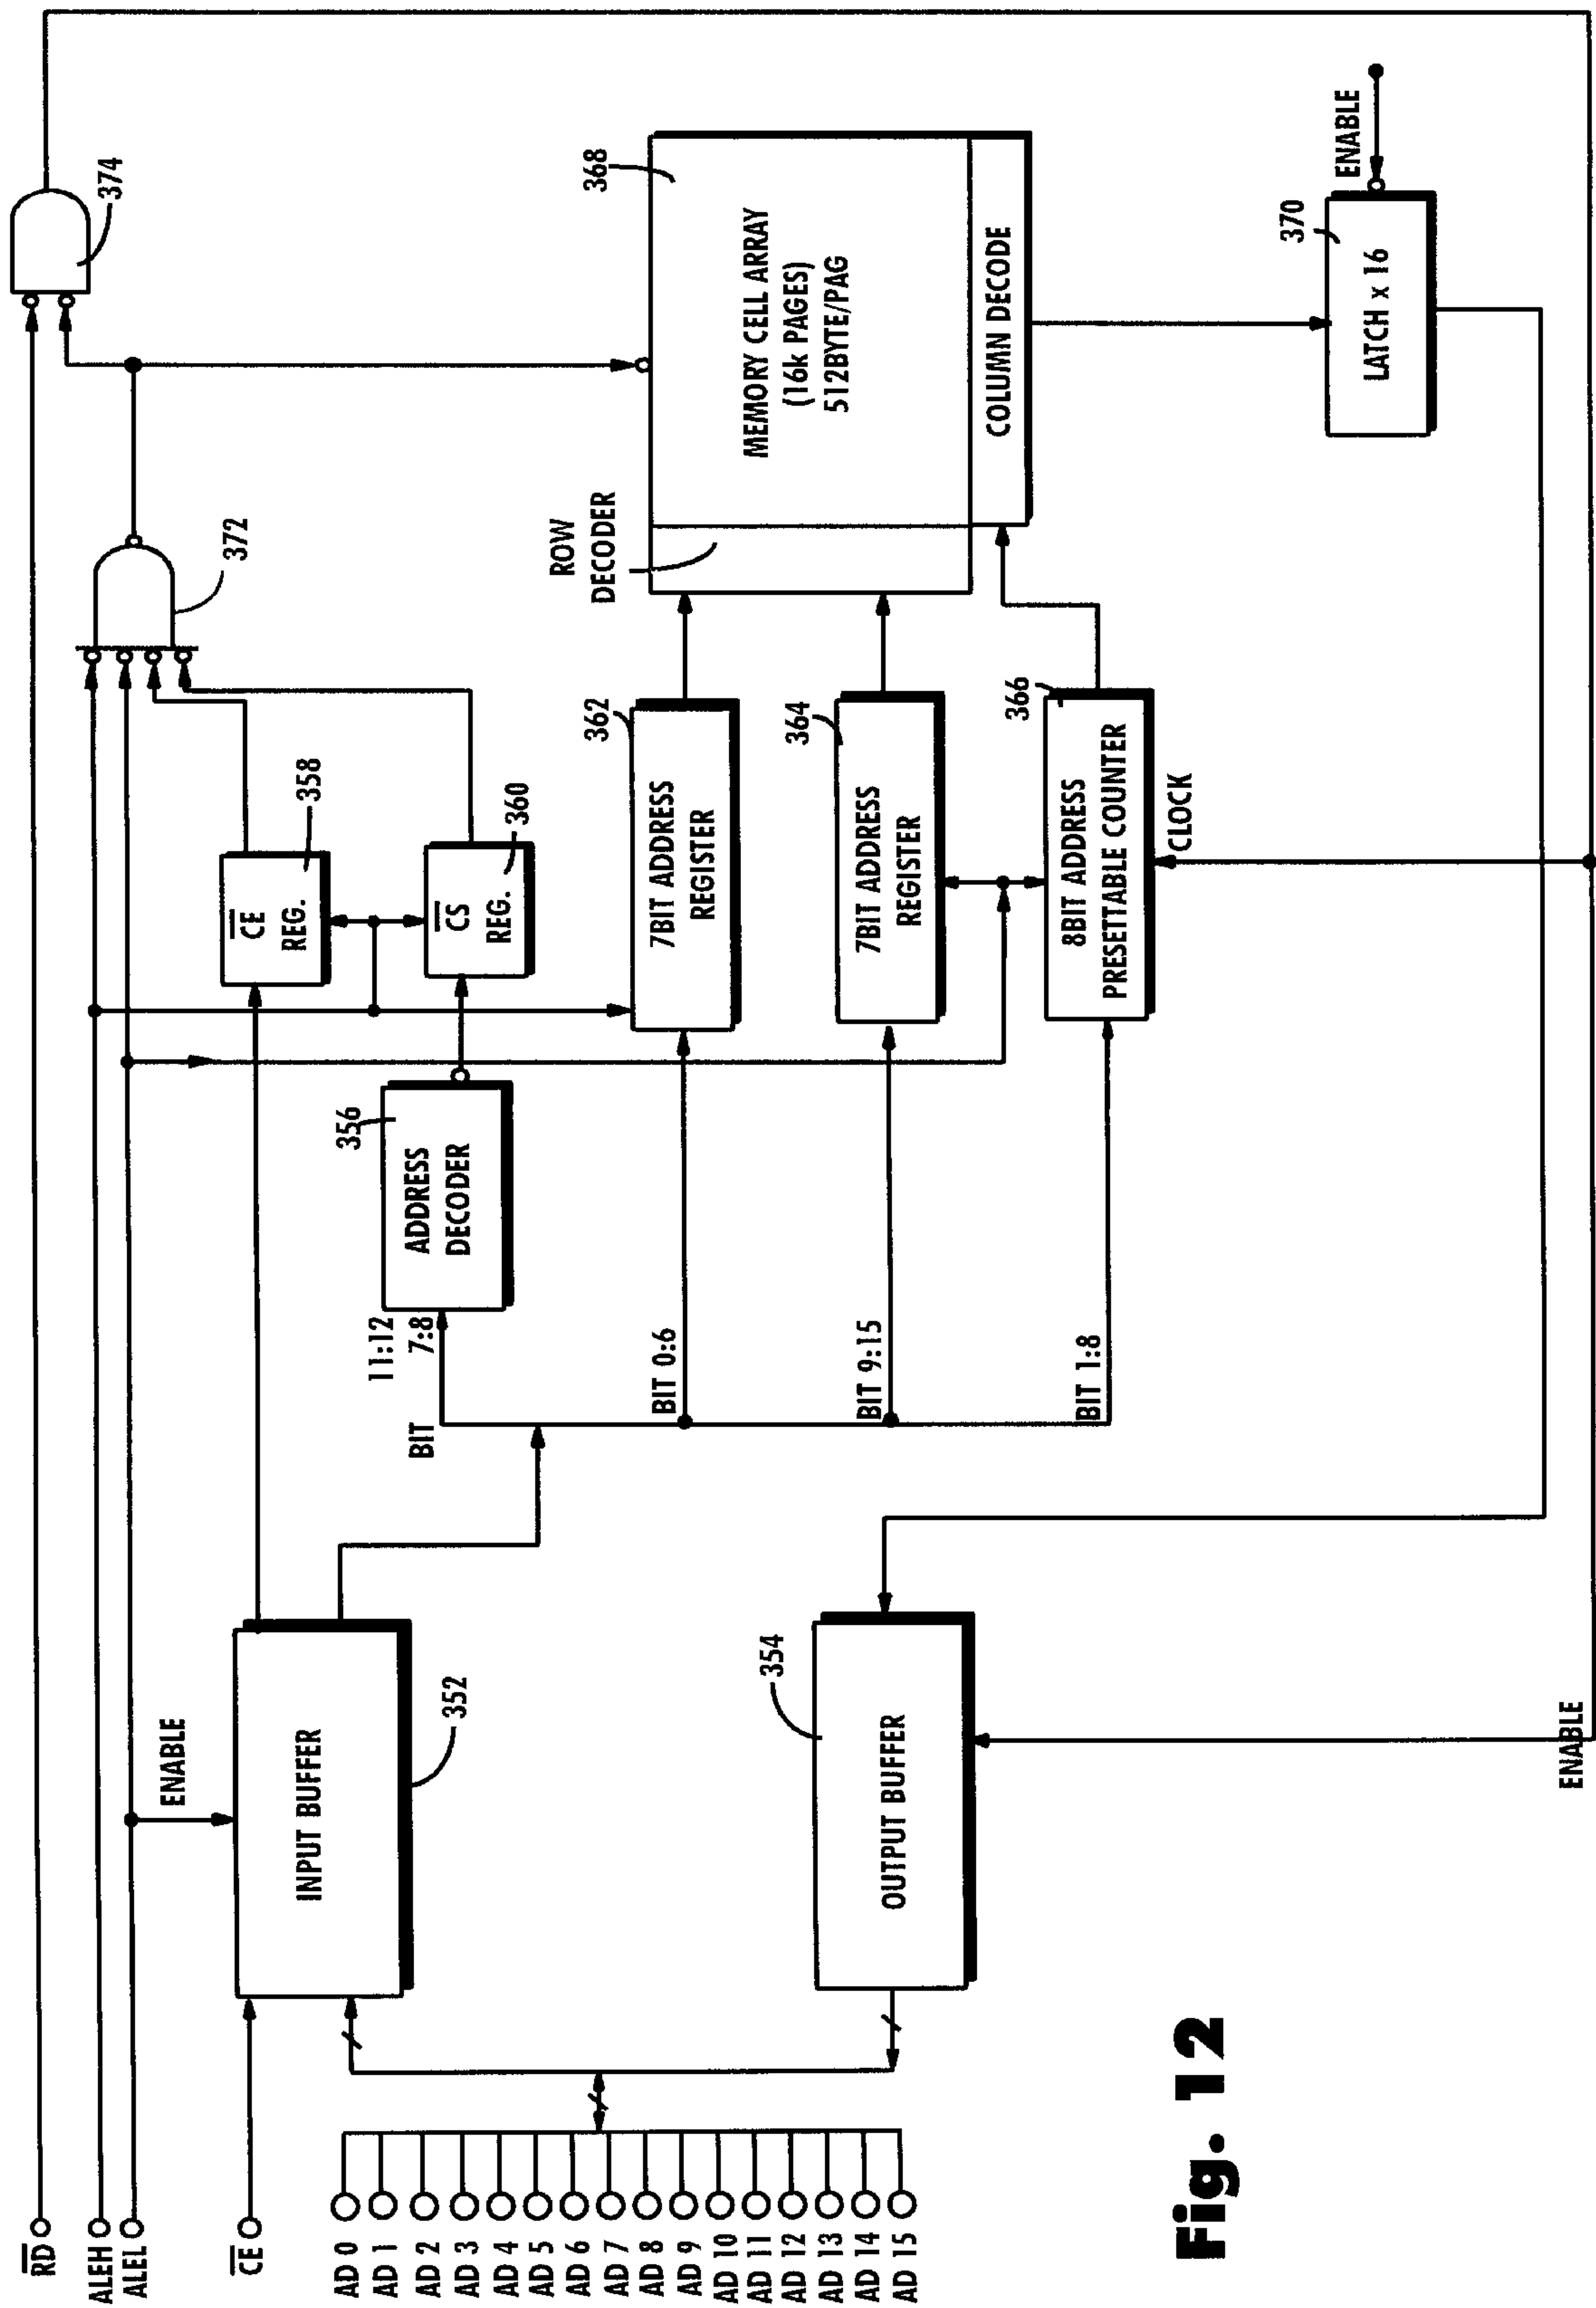 RD
ALEH
ALEL
CE
AD 0
AD 1
AD 2
AD 3
AD 4
AD 5
AD 6
AD 7
AD 8
AD 9
AD 10
AD 11
AD 12
AD 13
AD 14
AD 15
ENABLE
INPUT BUFFER
352
354
OUTPUT BUFFER
ENABLE
BIT
11:12
7:8
BIT 0:6
BIT 9:15
BIT 1:8
356
ADDRESS
DECODER
CE
REG.
358
CS
REG.
360
362
7BIT ADDRESS
REGISTER
364
7BIT ADDRESS
REGISTER
366
8BIT ADDRESS
PRESETTABLE COUNTER
CLOCK
372
374
ROW
DECODER
368
MEMORY CELL ARRAY
(16k PAGES)
512BYTE/PAG
COLUMN DECODE
370
LATCH x 16
ENABLE
Fig. 12